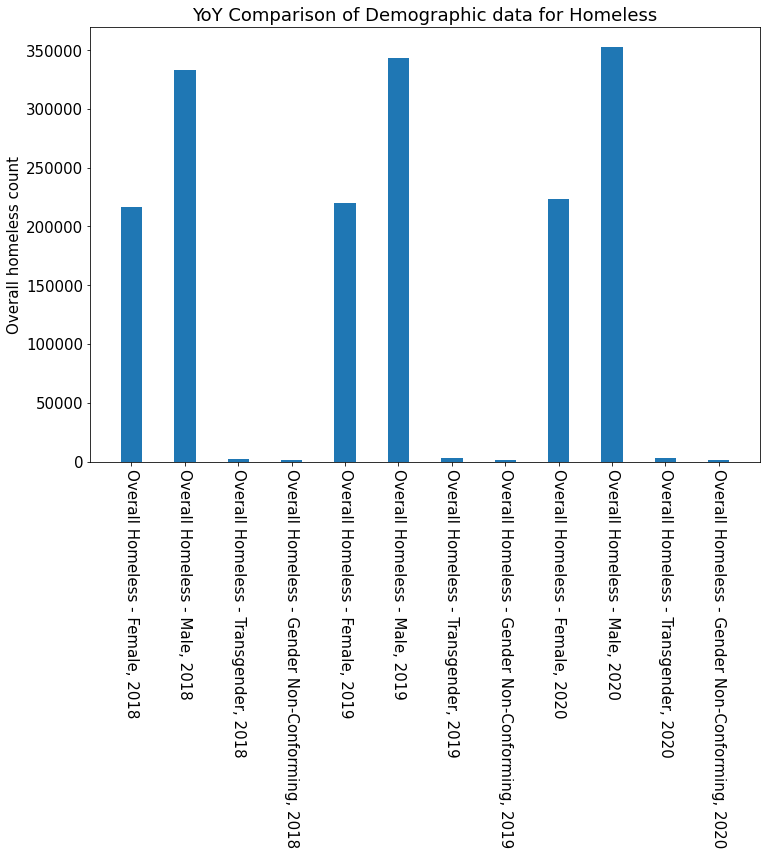 YoY Comparison of Demographic data for Homeless
Overall homeless count
350000
300000
250000
200000
150000
100000
50000
0
Overall Homeless - Female, 2018
Overall Homeless - Male, 2018
Overall Homeless - Transgender, 2018
Overall Homeless - Gender Non-Conforming, 2018
Overall Homeless - Female, 2019
Overall Homeless - Male, 2019
Overall Homeless - Transgender, 2019
Overall Homeless - Gender Non-Conforming, 2019
Overall Homeless - Female, 2020
Overall Homeless - Male, 2020
Overall Homeless - Transgender, 2020
Overall Homeless - Gender Non-Conforming, 2020